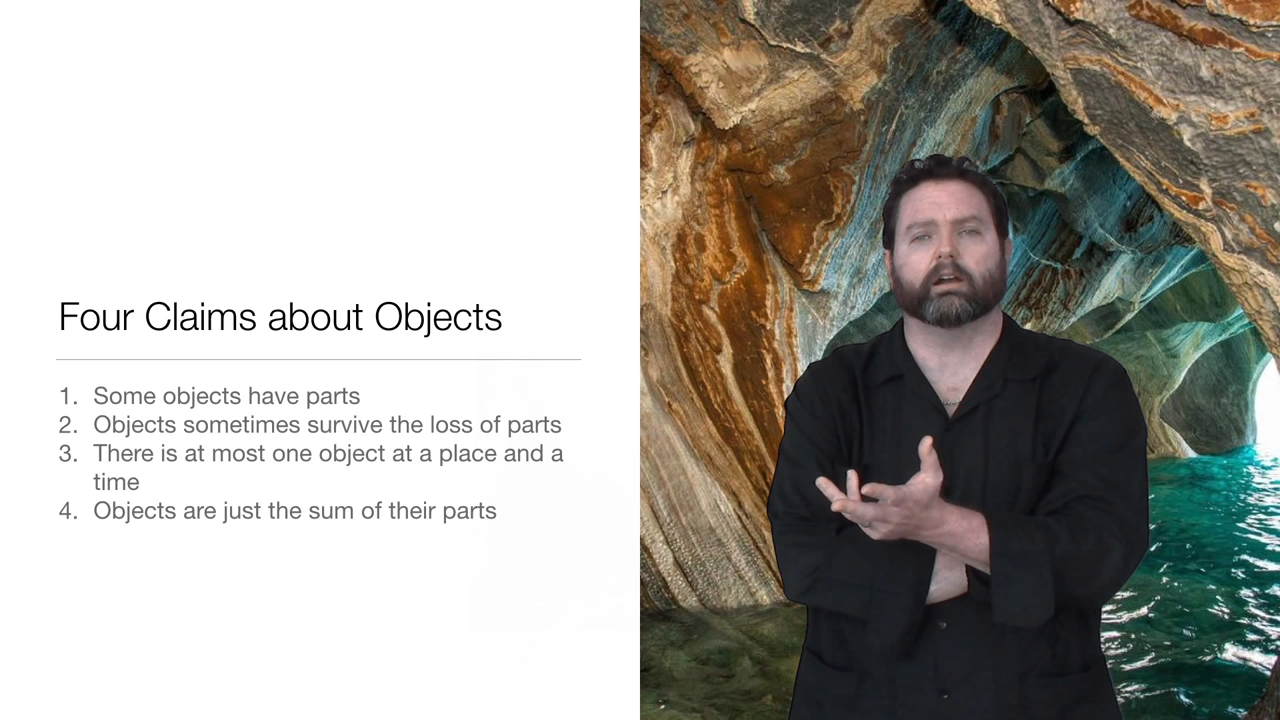 Four Claims about Objects
1. Some objects have parts
2. Objects sometimes survive the loss of parts
3. There is at most one object at a place and a
time
4. Objects are just the sum of their parts